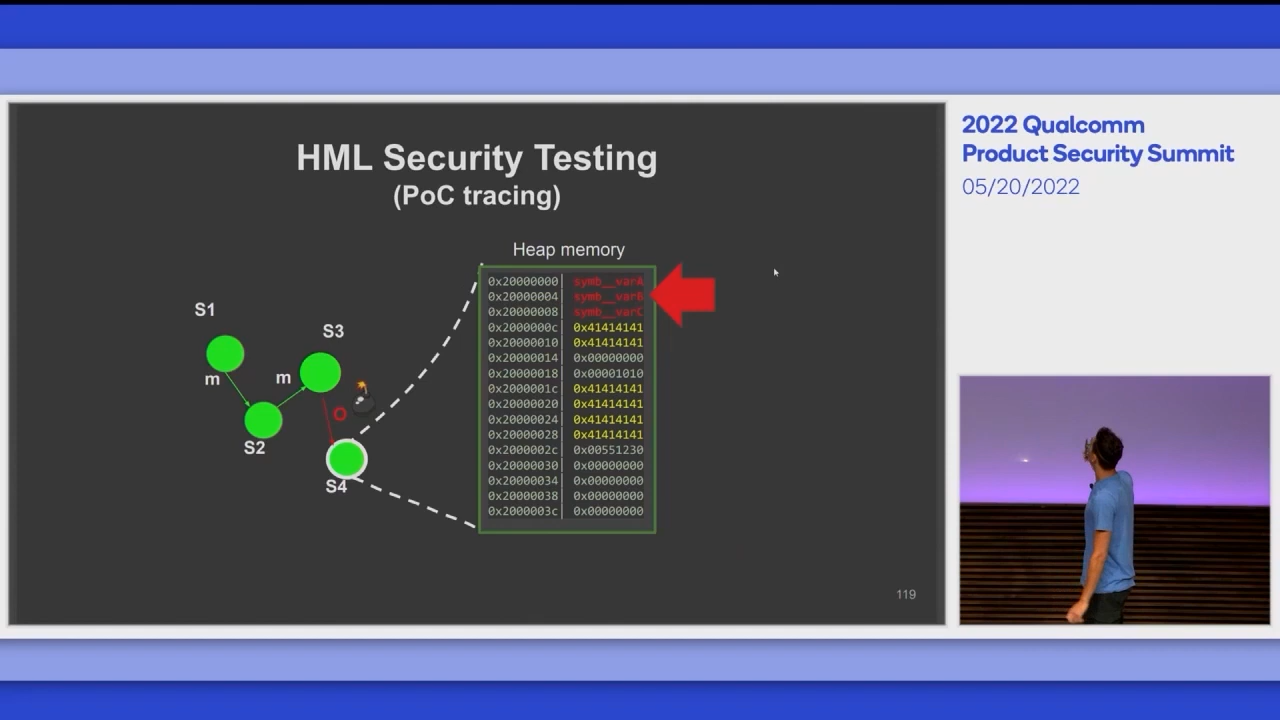 HML Security Testing
(PoC tracing)
Heap memory
S1
S3
m
m
O
S2
S4
0x20000000 symb__varA
0x20000004 symb__varB
0x20000008 symb__varC
0x2000000c 0x41414141
0x20000010 0x41414141
0x20000014 0x00000000
0x20000018 0x00001010
0x2000001c 0x41414141
0x20000020 0x41414141
0x20000024 0x41414141
0x20000028 0x41414141
0x2000002c 0x00551230
0x20000030 0x00000000
0x20000034 0x00000000
0x20000038 0x00000000
0x2000003c 0x00000000
119
2022 Qualcomm
Product Security Summit
05/20/2022